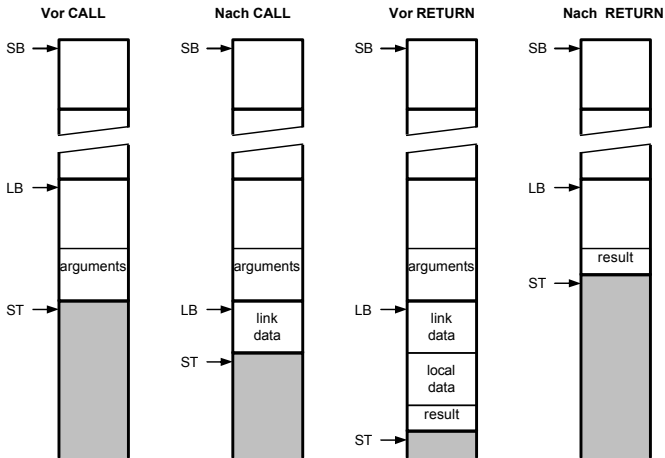 Vor CALL
SB
LB
arguments
ST
Nach CALL
SB
arguments
LB
link
data
ST
Vor RETURN
SB
arguments
LB
link
data
local
data
result
ST
Nach RETURN
SB
LB
result
ST